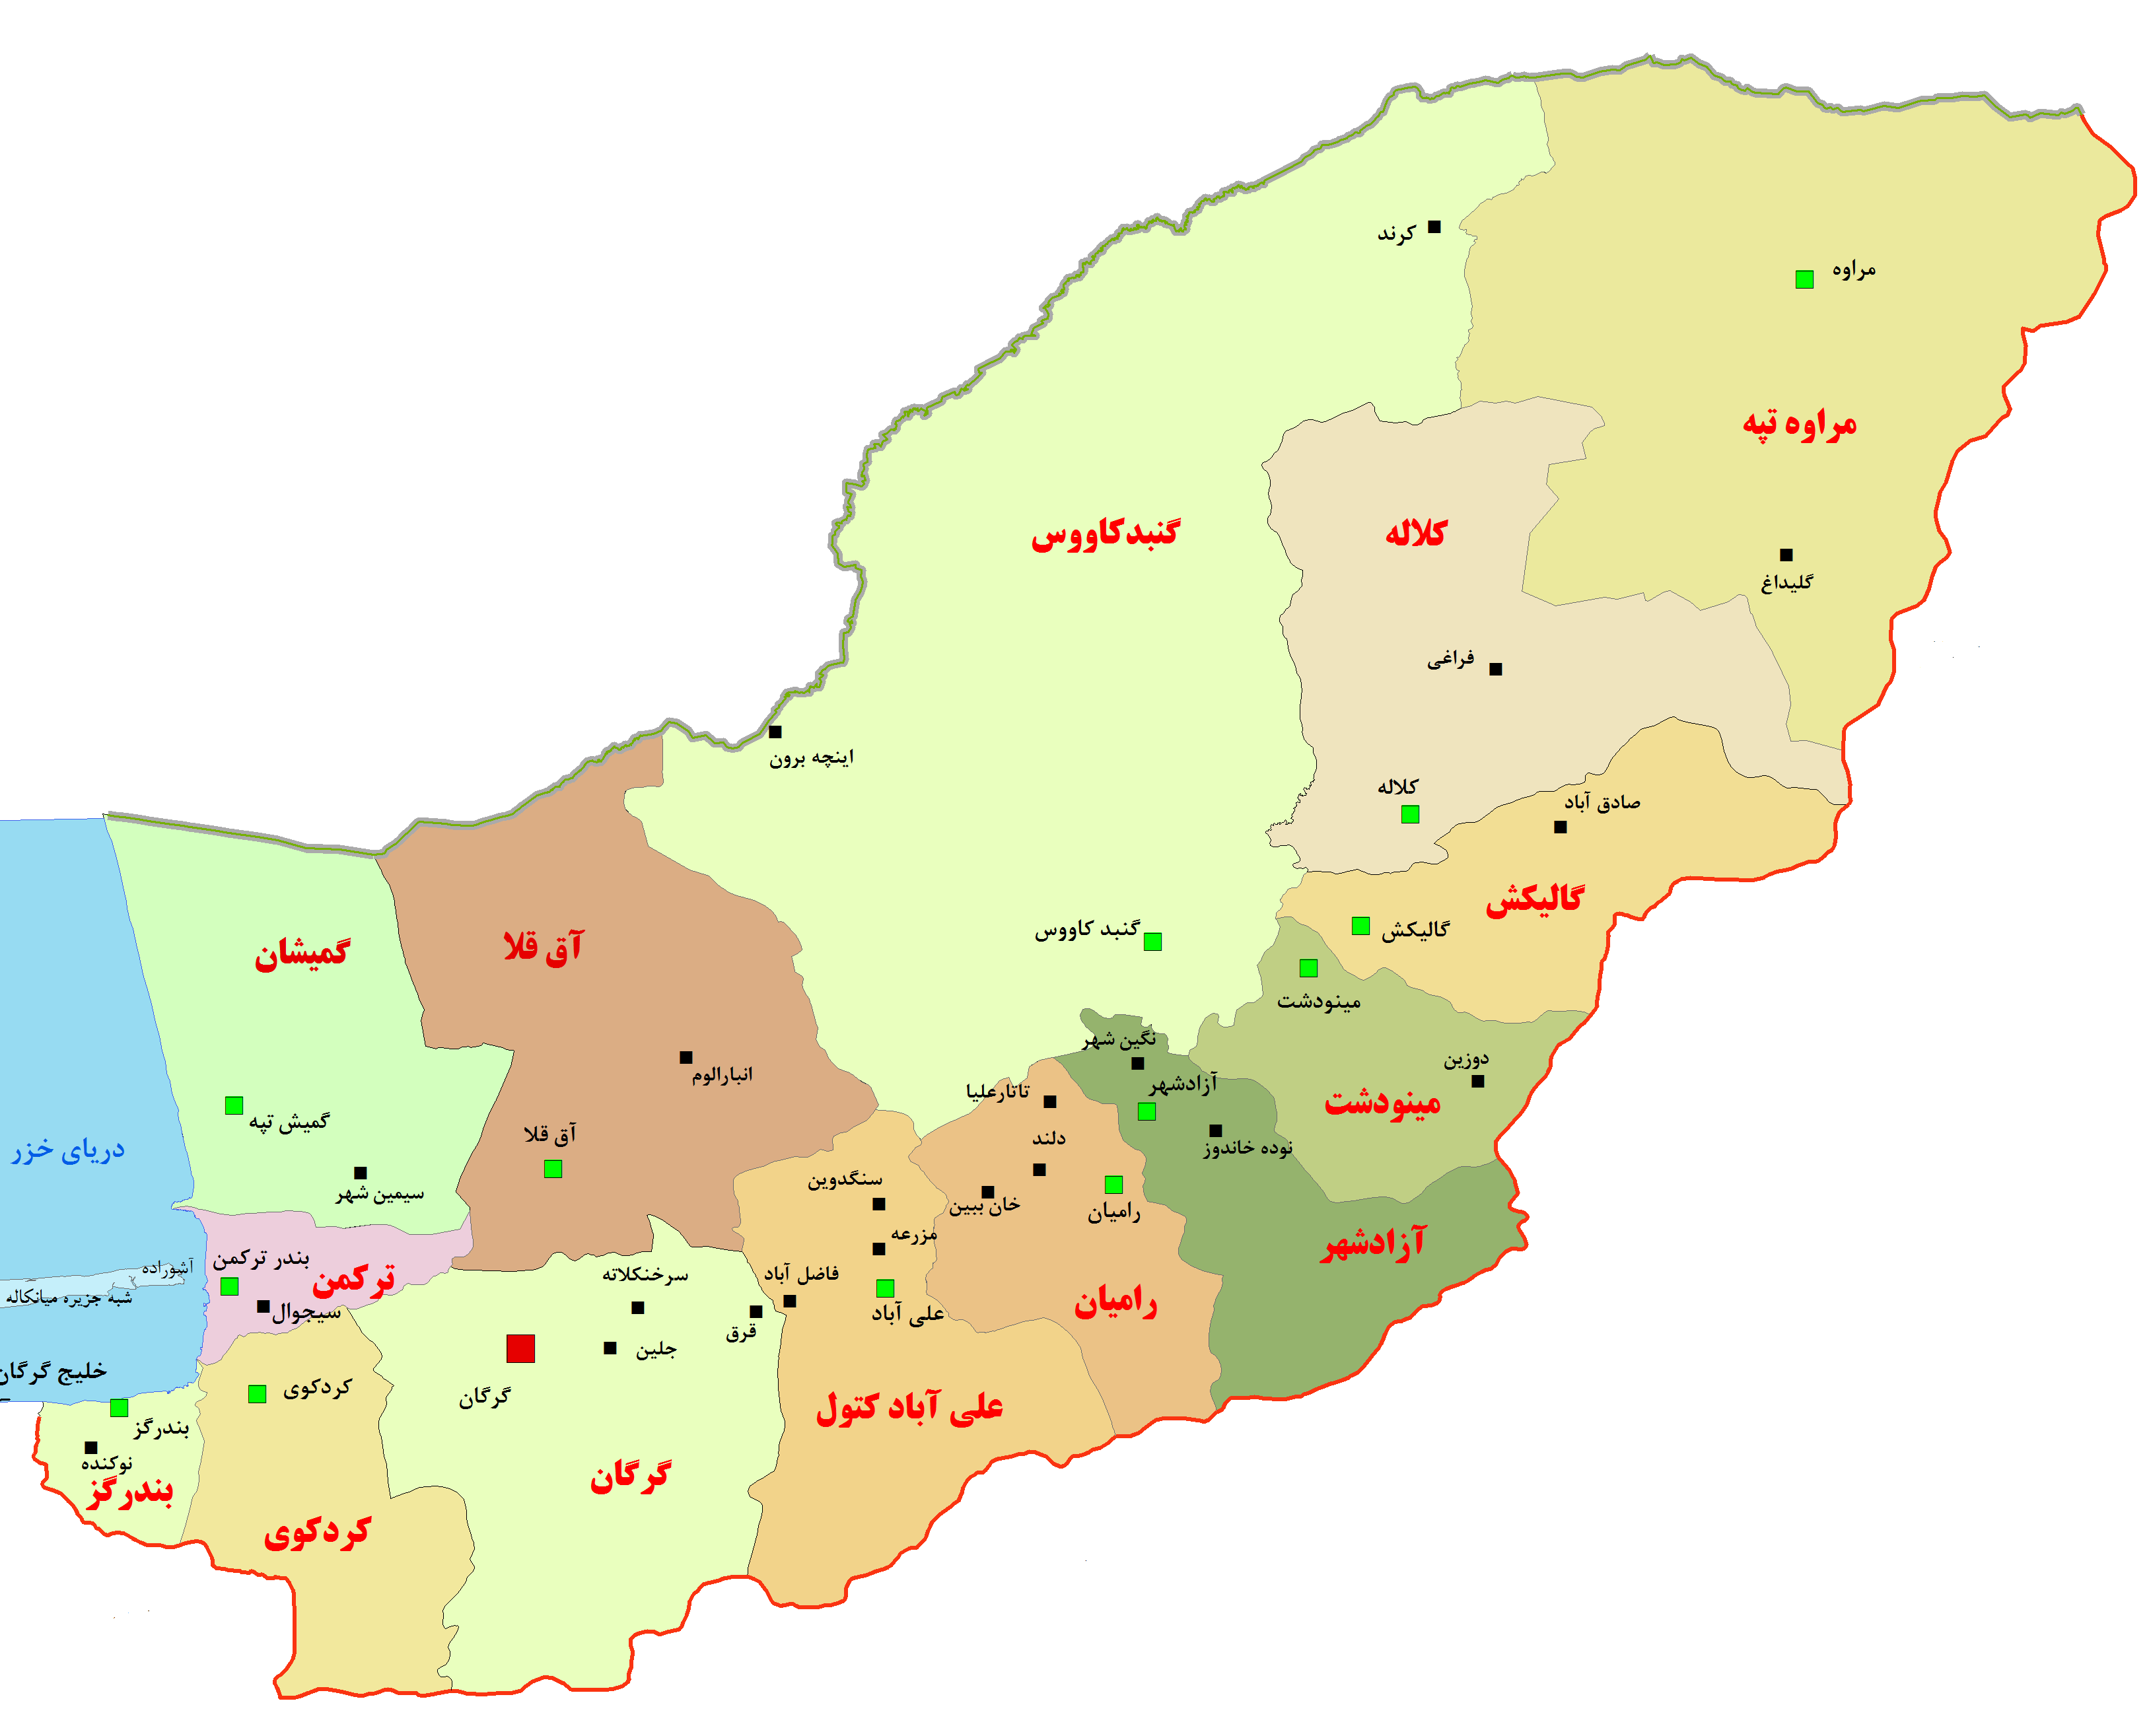 کرند
مراوه
مراوه تپه
گنبدکاووس
کلاله
گلیداغ
فراغی
اینچه برون
کلاله
صادق آباد
گالیکش
گنبد کاووس
گالیکش
گمیشان
آق قلا
مینودشت
نگین شهر
دوزین
انبارالوم
آزادشهر
تاتارعلیا
مینودشت
گمیش تپه
آق قلا
دلند
نوده خاندوز
دریای خزر
سنگدوین
سیمین شهر
خان ببین
رامیان
مزرعه
آزادشهر
بندر ترکمن
آشوراده
ترکمن
سرخنکلاته
فاضل آباد
شبه جزیره میانکاله
سیجوال
علی آباد
رامیان
قرق
جلین
خلیج گرگان
کردکوی
گرگان
علی آباد کتول
بندرگز
نوکنده
گرگان
بندرگز
کردکوی